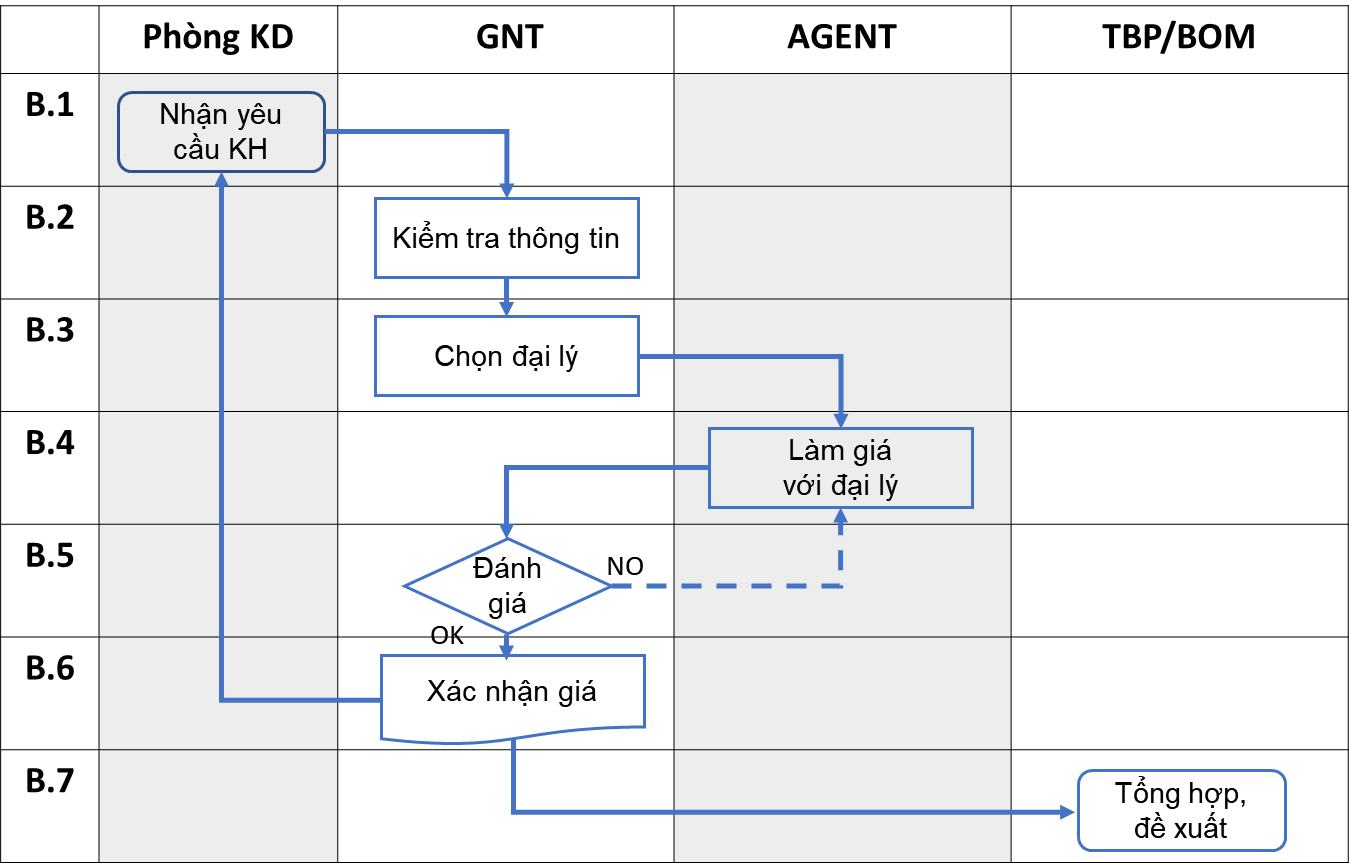 Phòng KD
GNT
AGENT
TBP/BOM
B.1
Nhận yêu
cầu KH
B.2
Kiểm tra thông tin
B.3
Chọn đại lý
B.4
Làm giá
với đại lý
B.5
Đánh
giá
NO
OK
B.6
Xác nhận giá
B.7
Tổng hợp,
đề xuất